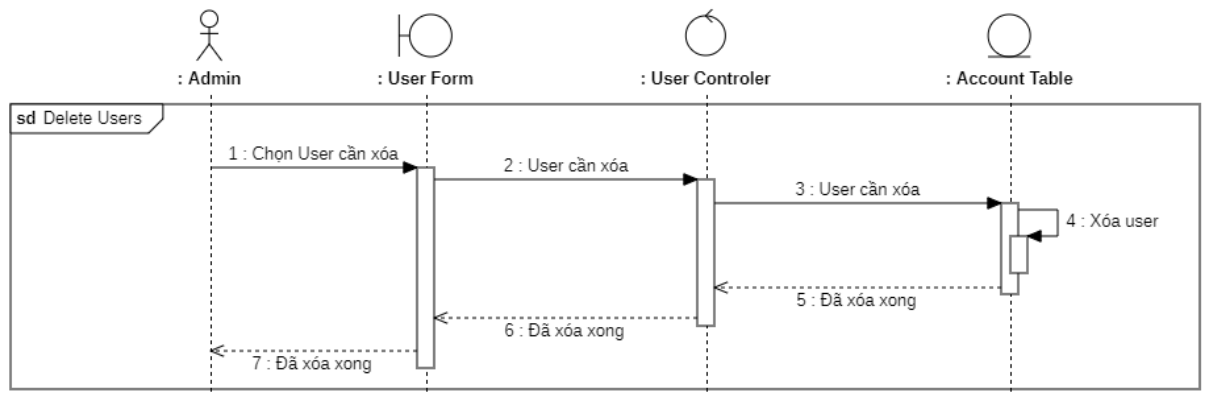 : Admin
: User Form
: User Controler
: Account Table
sd Delete Users
1 : Chọn User cần xóa
2 : User cần xóa
3 : User cần xóa
4 : Xóa user
5 : Đã xóa xong
6 : Đã xóa xong
7 : Đã xóa xong